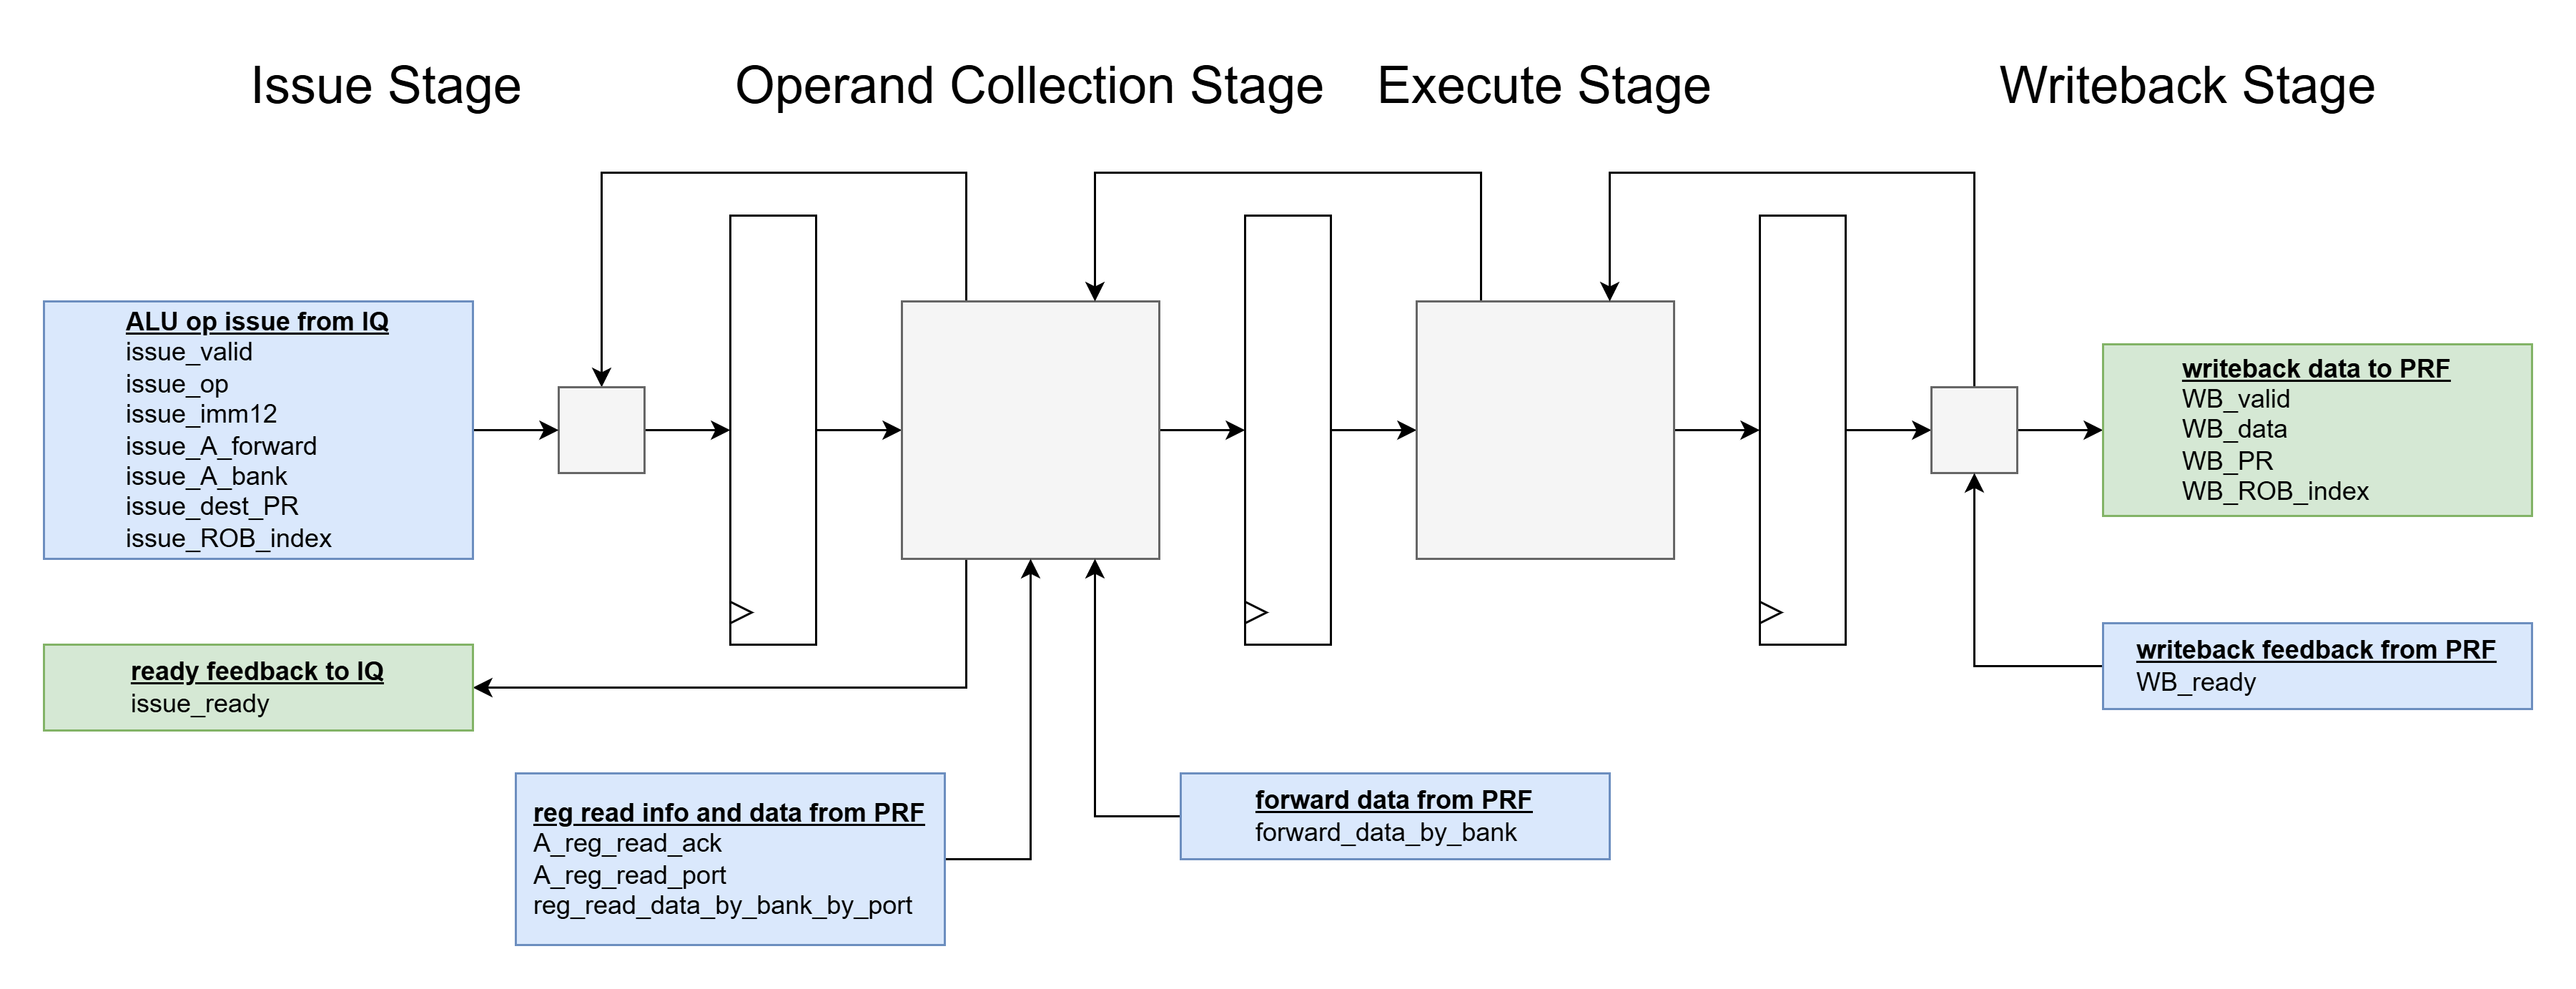 Issue Stage
Operand Collection Stage
Execute Stage
Writeback Stage
ALU op issue from IQ
issue_valid
issue_op
issue_imm12
issue_A_forward
issue_A_bank
issue_dest_PR
issue_ROB_index
writeback data to PRF
WB_valid
WB_data
WB_PR
WB_ROB_index
ready feedback to IQ
issue_ready
writeback feedback from PRF
WB_ready
reg read info and data from PRF
A_reg_read_ack
A_reg_read_port
reg_read_data_by_bank_by_port
forward data from PRF
forward_data_by_bank